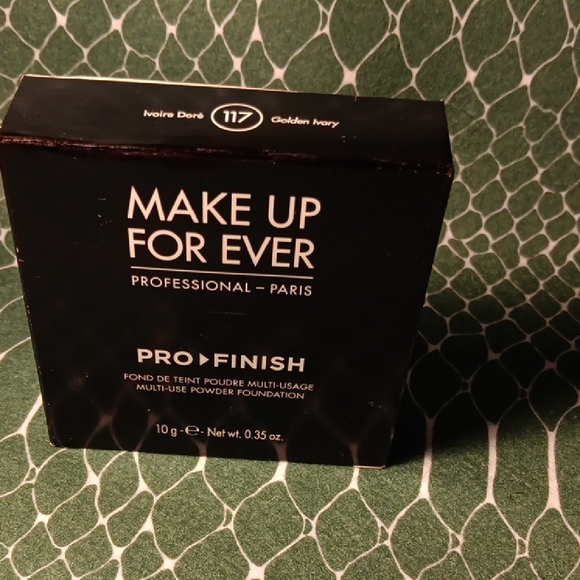 Ivoire Doré 117 Golden Ivory
MAKE UP
FOR EVER
PROFESSIONAL – PARIS
PRO▶FINISH
FOND DE TEINT POUDRE MULTI-USAGE
MULTI-USE POWDER FOUNDATION
10 g - ℮ - Net wt. 0.35 oz.